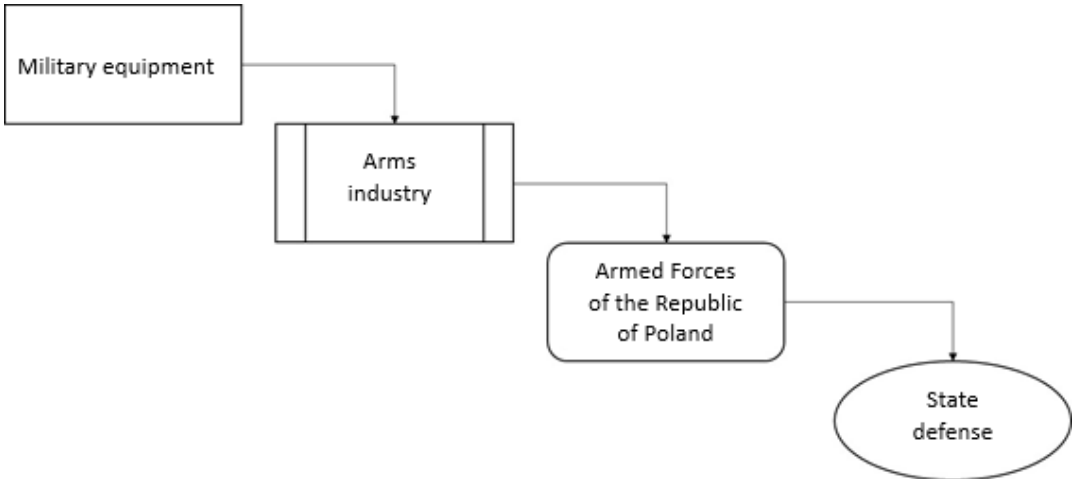 Military equipment
Arms
industry
Armed Forces
of the Republic
of Poland
State
defense